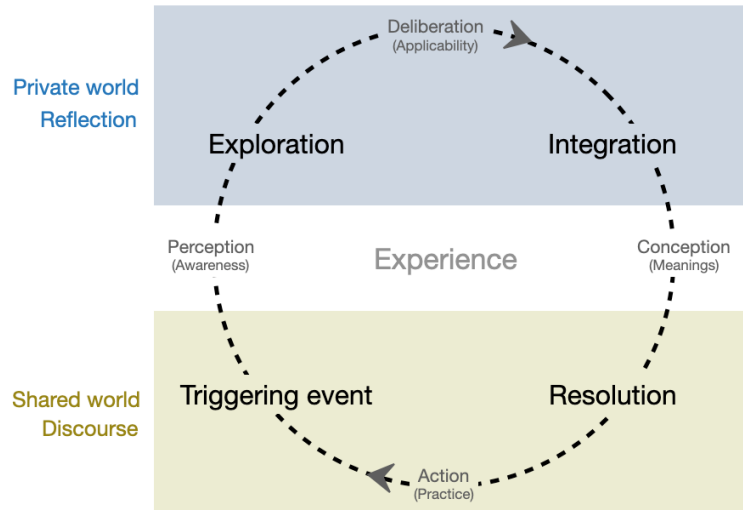 Deliberation
(Applicability)
Private world
Reflection
Exploration
Integration
Perception
(Awareness)
Experience
Conception
(Meanings)
Shared world
Discourse
Triggering event
Resolution
Action
(Practice)